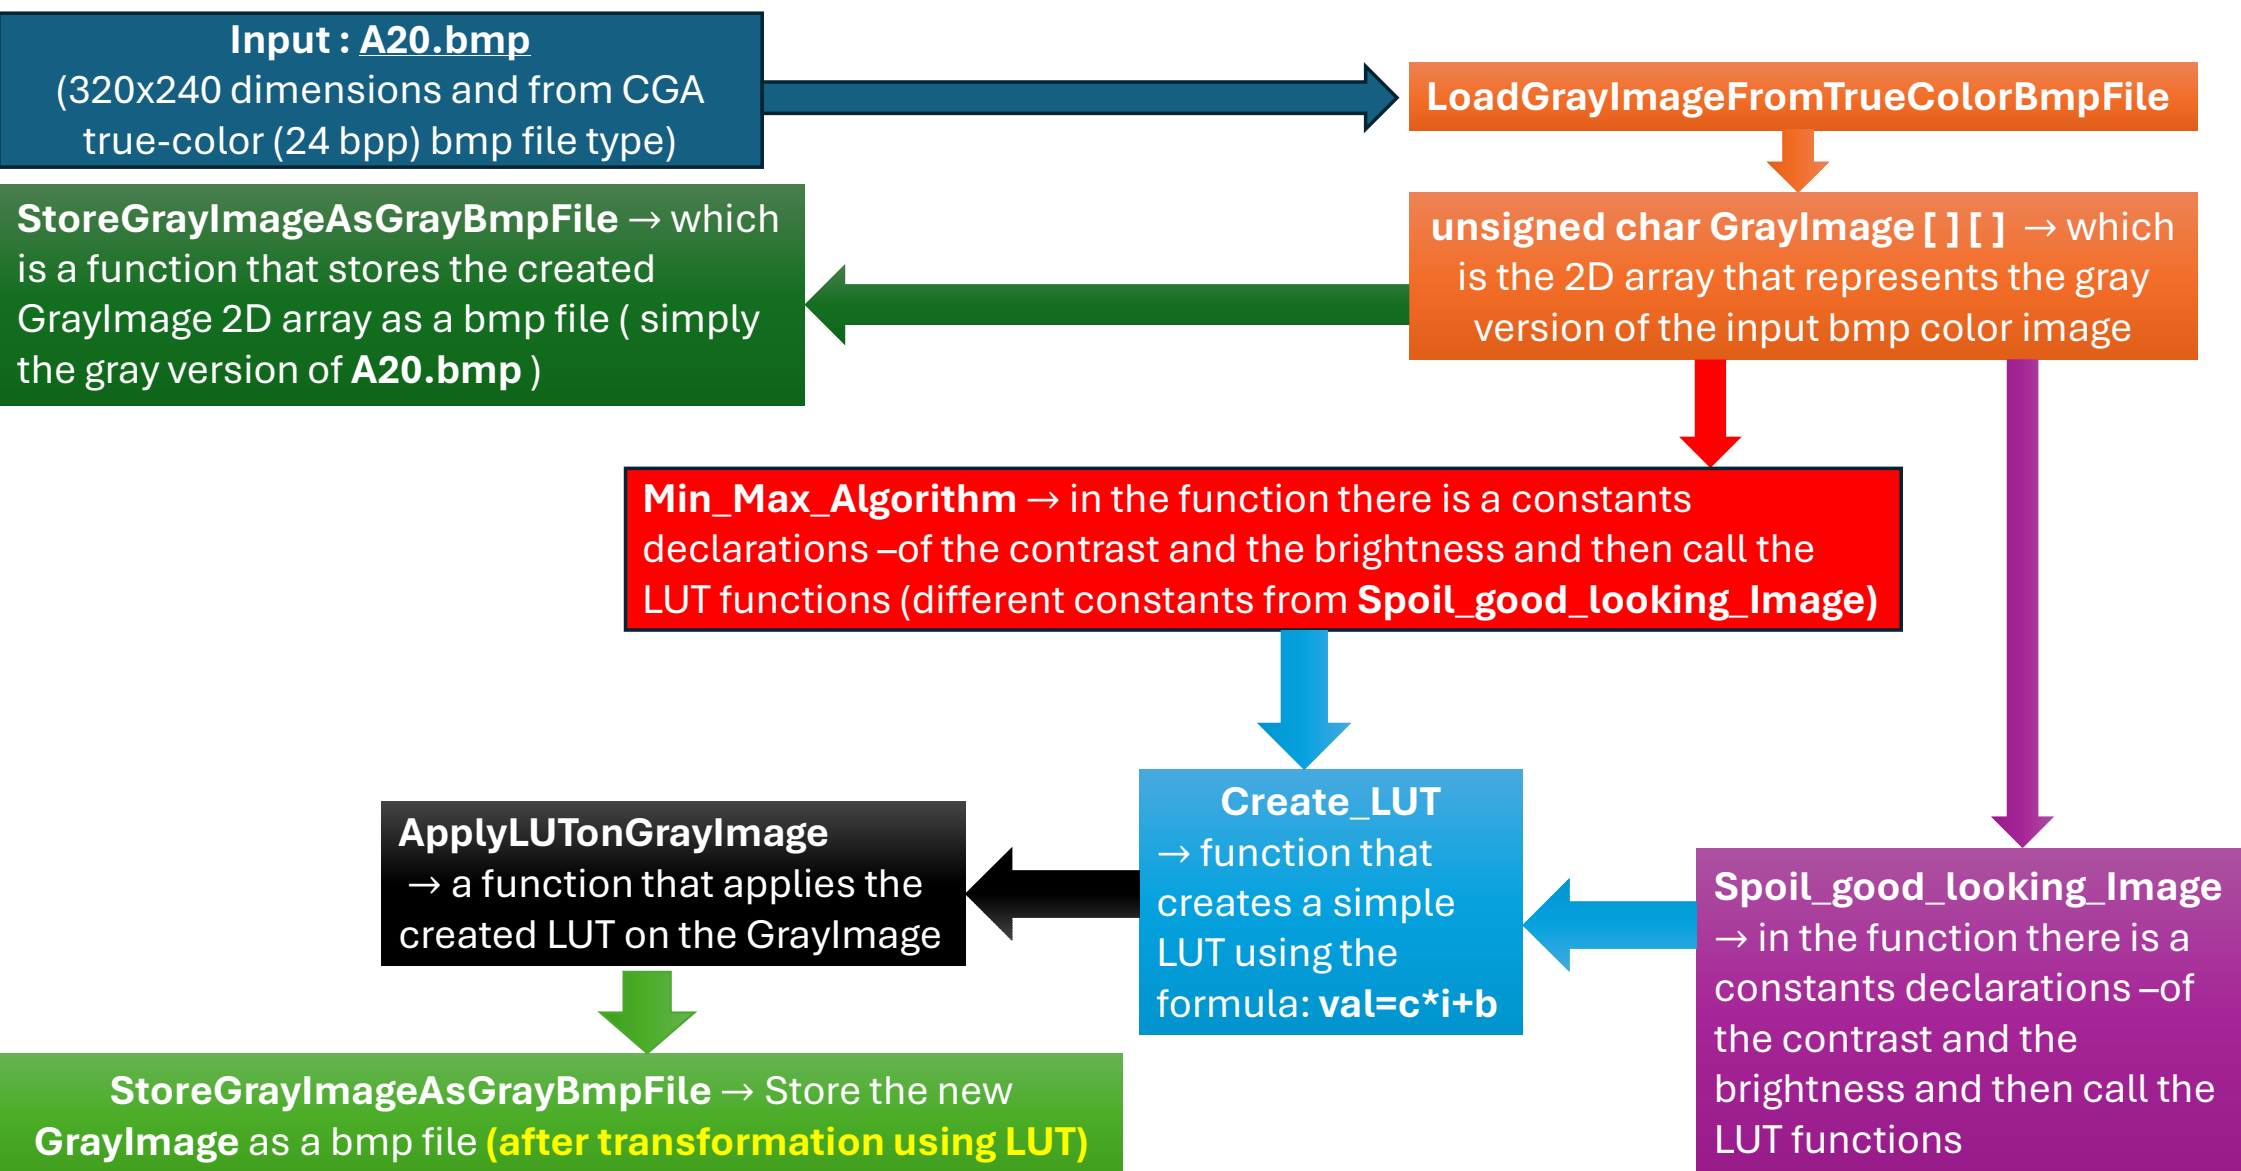 Input : A20.bmp
(320x240 dimensions and from CGA
true-color (24 bpp) bmp file type)
LoadGrayImageFromTrueColorBmpFile
StoreGrayImageAsGrayBmpFile → which
is a function that stores the created
GrayImage 2D array as a bmp file ( simply
the gray version of A20.bmp )
unsigned char GrayImage [ ] [ ] → which
is the 2D array that represents the gray
version of the input bmp color image
Min_Max_Algorithm → in the function there is a constants
declarations –of the contrast and the brightness and then call the
LUT functions (different constants from Spoil_good_looking_Image)
Create_LUT
→ function that
creates a simple
LUT using the
formula: val=c*i+b
ApplyLUTonGrayImage
→ a function that applies the
created LUT on the GrayImage
Spoil_good_looking_Image
→ in the function there is a
constants declarations –of
the contrast and the
brightness and then call the
LUT functions
StoreGrayImageAsGrayBmpFile → Store the new
GrayImage as a bmp file (after transformation using LUT)